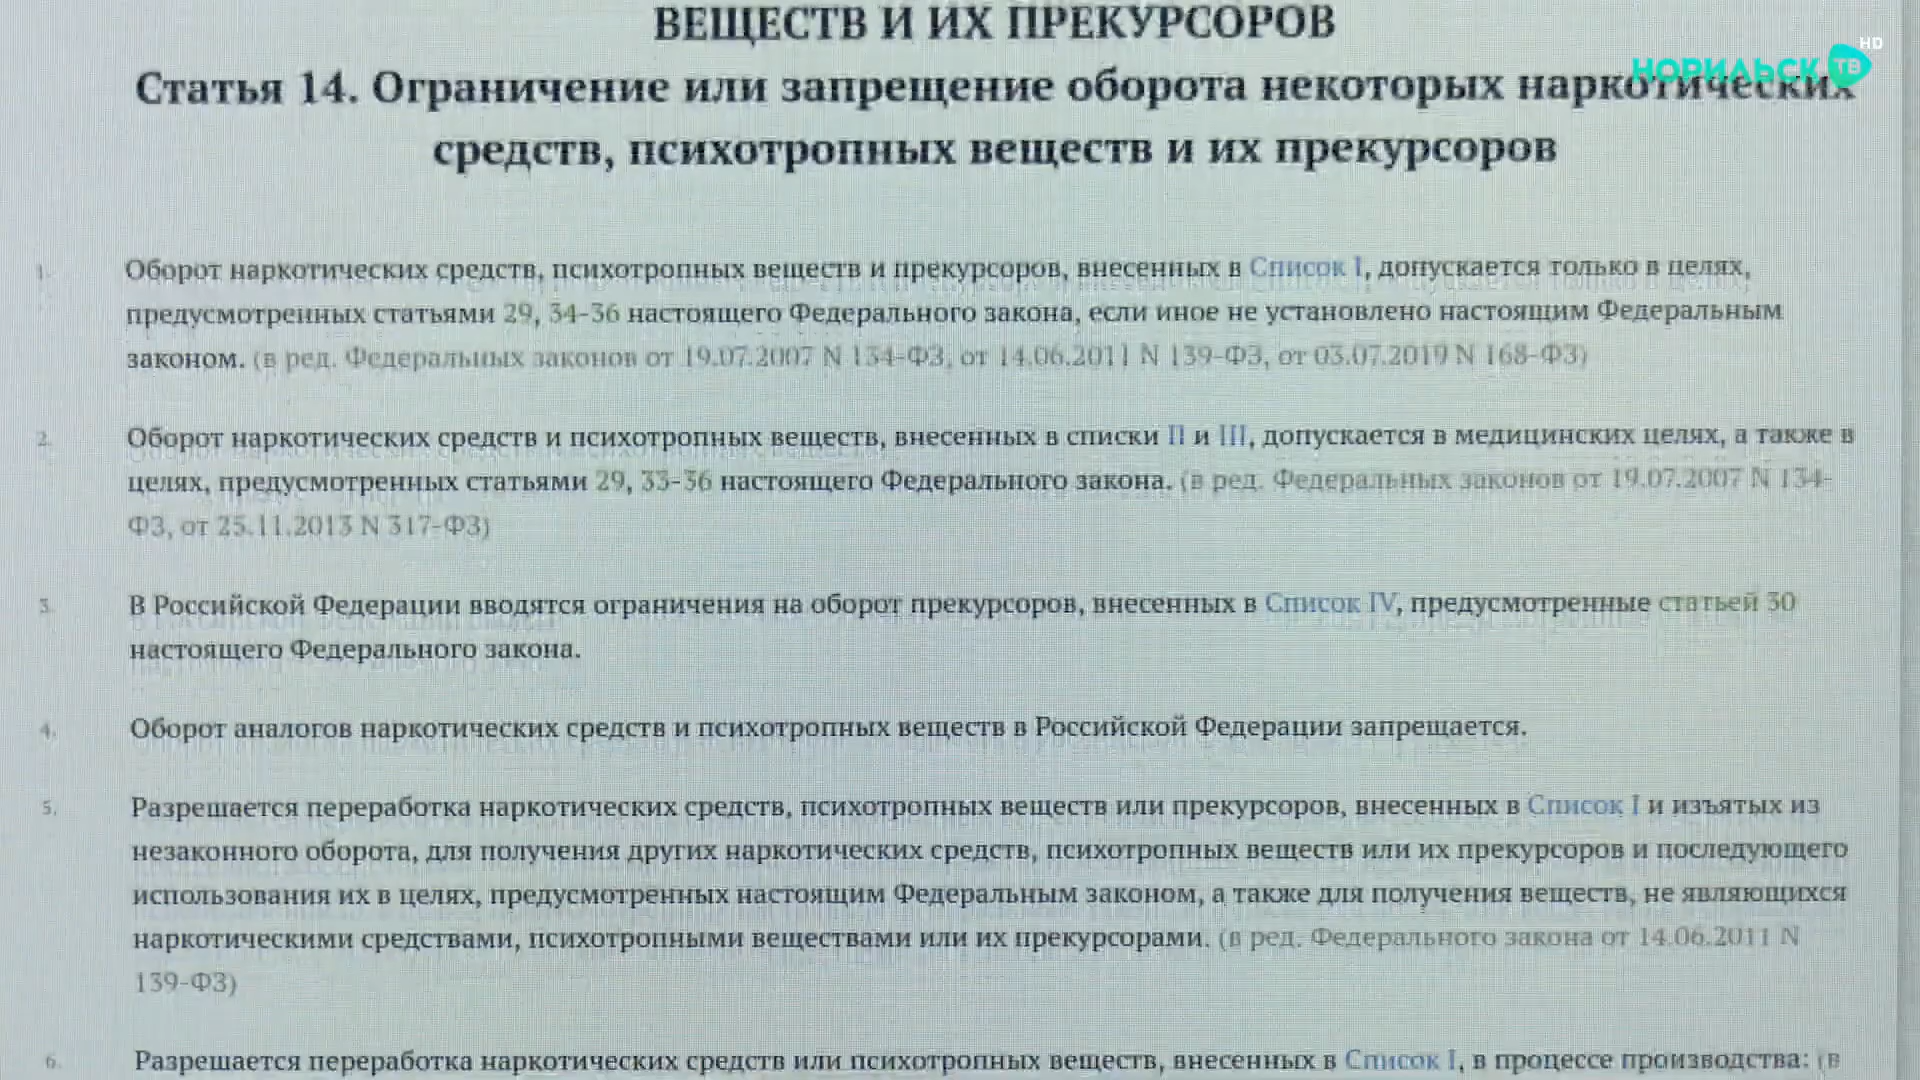 ВЕЩЕСТВ И ИХ ПРЕКУРСОРОВ
HD
НОРИЛЬСК ТВ
Статья 14. Ограничение или запрещение оборота некоторых наркотических
средств, психотропных веществ и их прекурсоров
1. Оборот наркотических средств, психотропных веществ и прекурсоров, внесенных в Список I, допускается только в целях,
предусмотренных статьями 29, 34-36 настоящего Федерального закона, если иное не установлено настоящим Федеральным
законом. (в ред. Федеральных законов от 19.07.2007 N 134-ФЗ, от 14.06.2011 N 139-ФЗ, от 03.07.2019 N 168-ФЗ)
2. Оборот наркотических средств и психотропных веществ, внесенных в списки II и III, допускается в медицинских целях, а также в
целях, предусмотренных статьями 29, 33-36 настоящего Федерального закона. (в ред. Федеральных законов от 19.07.2007 N 134-
ФЗ, от 25.11.2013 N 317-ФЗ)
3. В Российской Федерации вводятся ограничения на оборот прекурсоров, внесенных в Список IV, предусмотренные статьей 30
настоящего Федерального закона.
4. Оборот аналогов наркотических средств и психотропных веществ в Российской Федерации запрещается.
5. Разрешается переработка наркотических средств, психотропных веществ или прекурсоров, внесенных в Список I и изъятых из
незаконного оборота, для получения других наркотических средств, психотропных веществ или их прекурсоров и последующего
использования их в целях, предусмотренных настоящим Федеральным законом, а также для получения веществ, не являющихся
наркотическими средствами, психотропными веществами или их прекурсорами. (в ред. Федерального закона от 14.06.2011 N
139-ФЗ)
6. Разрешается переработка наркотических средств или психотропных веществ, внесенных в Список I, в процессе производства: (в